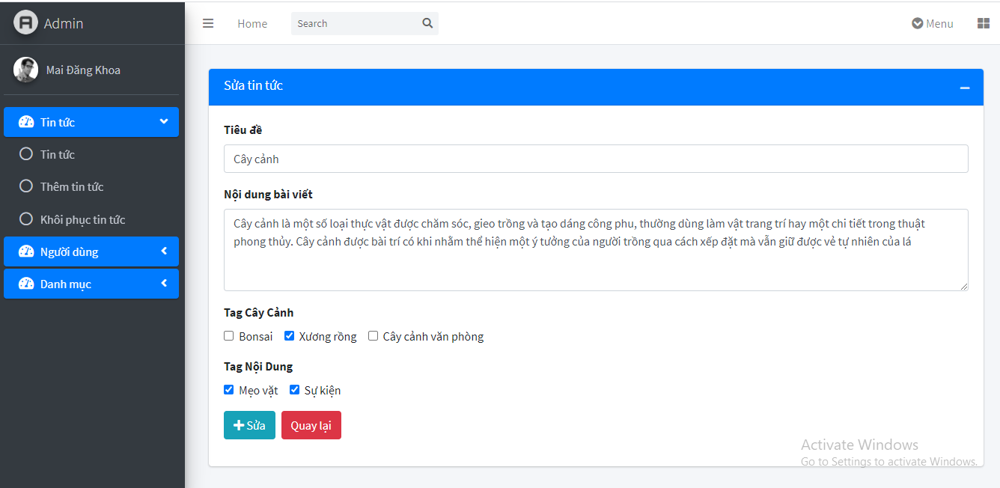 Admin
Home
Search
Menu
Mai Đăng Khoa
Tin tức
Tin tức
Thêm tin tức
Khôi phục tin tức
Người dùng
Danh mục
Sửa tin tức
Tiêu đề
Cây cảnh
Nội dung bài viết
Cây cảnh là một số loại thực vật được chăm sóc, gieo trồng và tạo dáng công phu, thường dùng làm vật trang trí hay một chi tiết trong thuật
phong thủy. Cây cảnh được bài trí có khi nhằm thể hiện một ý tưởng của người trồng qua cách xếp đặt mà vẫn giữ được vẻ tự nhiên của lá
Tag Cây Cảnh
Bonsai Xương rồng Cây cảnh văn phòng
Tag Nội Dung
Mẹo vặt Sự kiện
Sửa Quay lại
Activate Windows
Go to Settings to activate Windows.